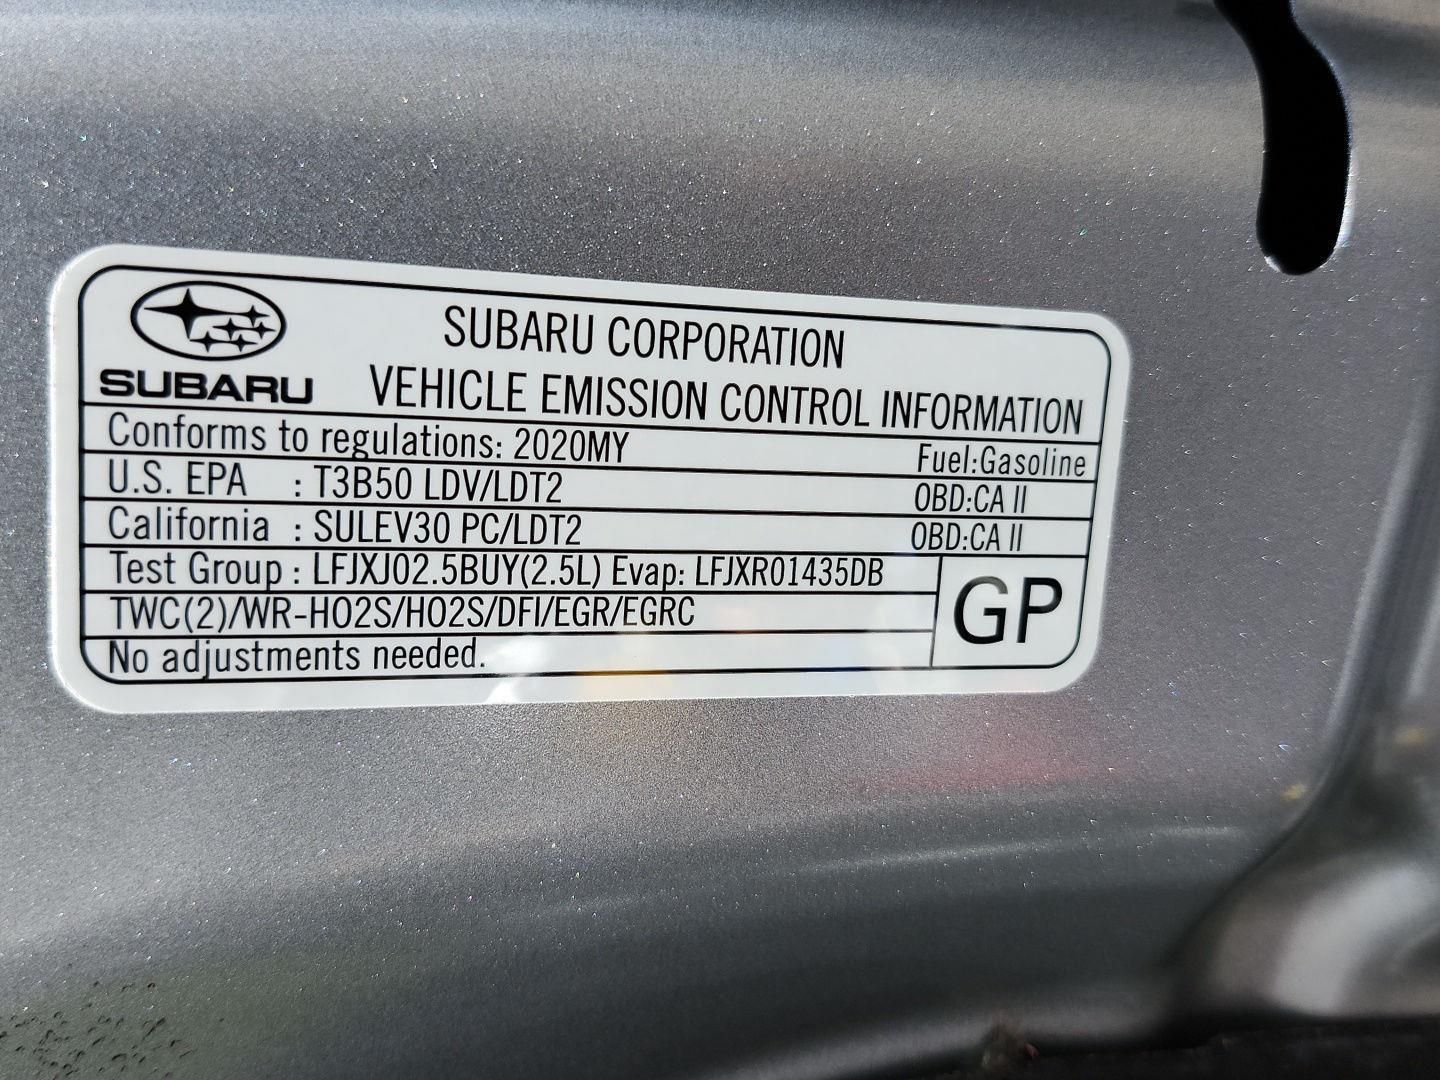 SUBARU
SUBARU CORPORATION
VEHICLE EMISSION CONTROL INFORMATION
Conforms to regulations: 2020MY Fuel:Gasoline
U.S. EPA : T3B50 LDV/LDT2 OBD:CA II
California : SULEV30 PC/LDT2 OBD:CA II
Test Group : LFJXJ02.5BUY(2.5L) Evap: LFJXR01435DB
TWC(2)/WR-HO2S/HO2S/DFI/EGR/EGRC
No adjustments needed.
GP